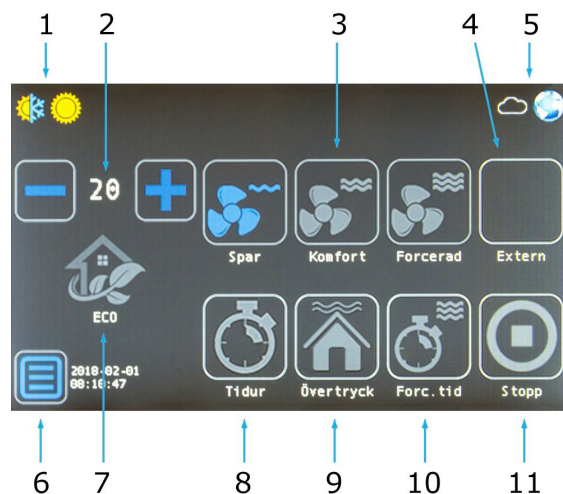 1 2 3 4 5
20
Spar Komfort Forcerad Extern
ECO
2018-02-01
08:10:47
Tidur Övertryck Forc.tid Stopp
6 7 8 9 10 11